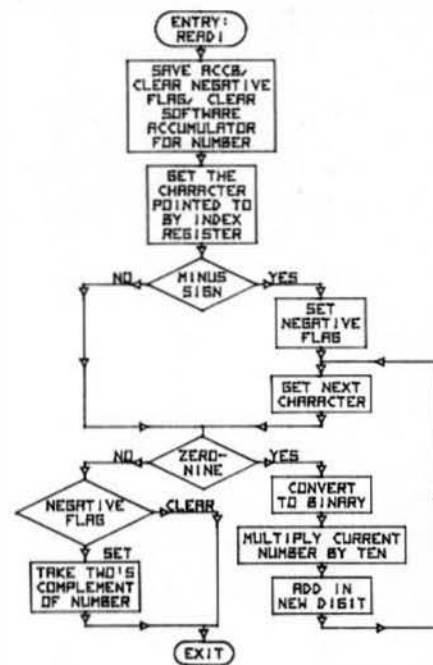 ENTRY:
READI
SAVE ACCB/
CLEAR NEGATIVE
FLAG/ CLEAR
SOFTWARE
ACCUMULATOR
FOR NUMBER
GET THE
CHARACTER
POINTED TO
BY INDEX
REGISTER
NO
MINUS
SIGN
YES
SET
NEGATIVE
FLAG
GET NEXT
CHARACTER
NO
ZERO-
NINE
YES
NEGATIVE
FLAG
CLEAR
CONVERT
TO BINARY
SET
MULTIPLY CURRENT
NUMBER BY TEN
TAKE TWO'S
COMPLEMENT
OF NUMBER
ADD IN
NEW DIGIT
EXIT